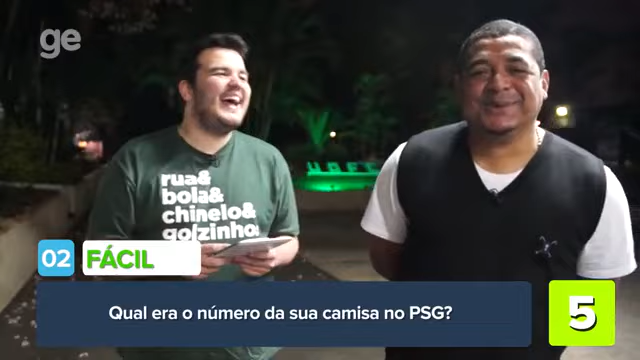 ge
rua&
bola&
chinelo&
golzinho&
02
FÁCIL
Qual era o número da sua camisa no PSG?
5